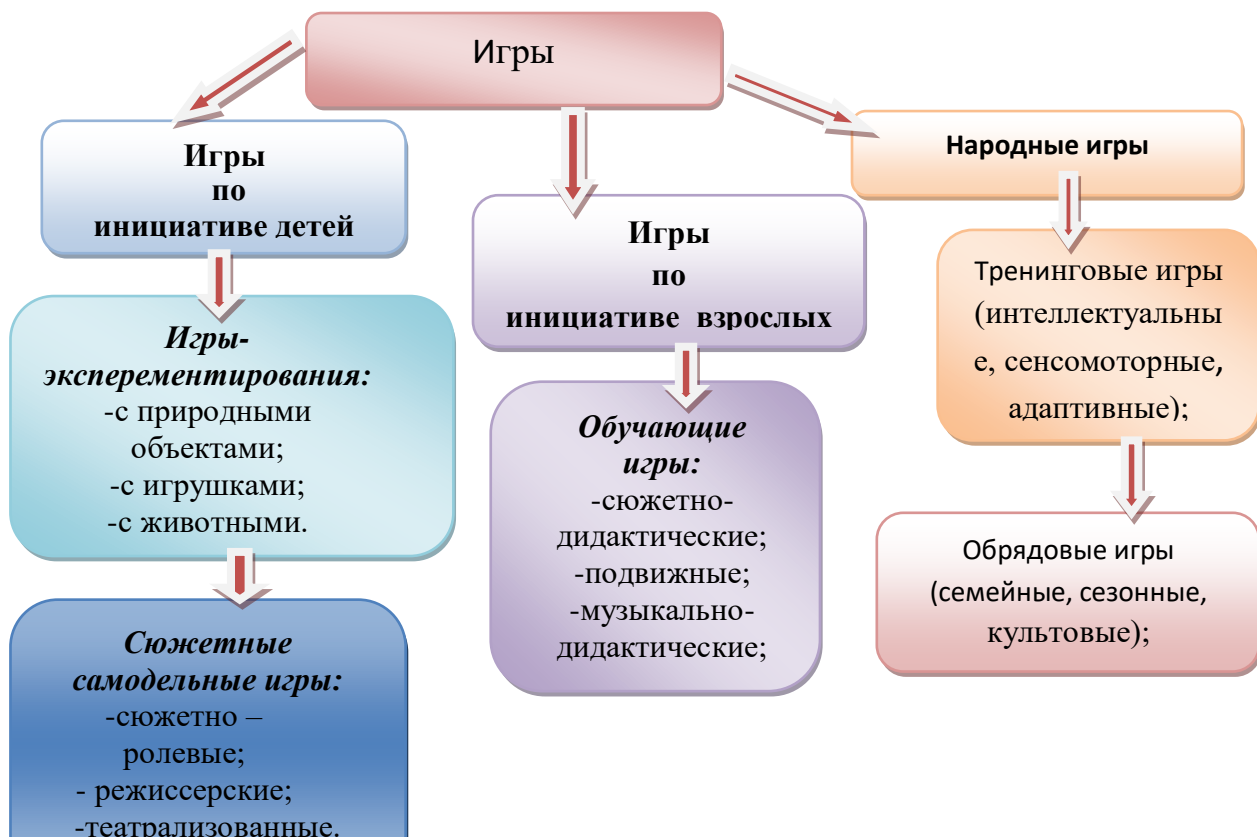 Игры
Игры
по
инициативе детей
Игры-
эксперементирования:
-с природными
объектами;
-с игрушками;
-с животными.
Сюжетные
самодельные игры:
-сюжетно –
ролевые;
- режиссерские;
-театрализованные.
Игры
по
инициативе взрослых
Обучающие
игры:
-сюжетно-
дидактические;
-подвижные;
-музыкально-
дидактические;
Народные игры
Тренинговые игры
(интеллектуальны
е, сенсомоторные,
адаптивные);
Обрядовые игры
(семейные, сезонные,
культовые);